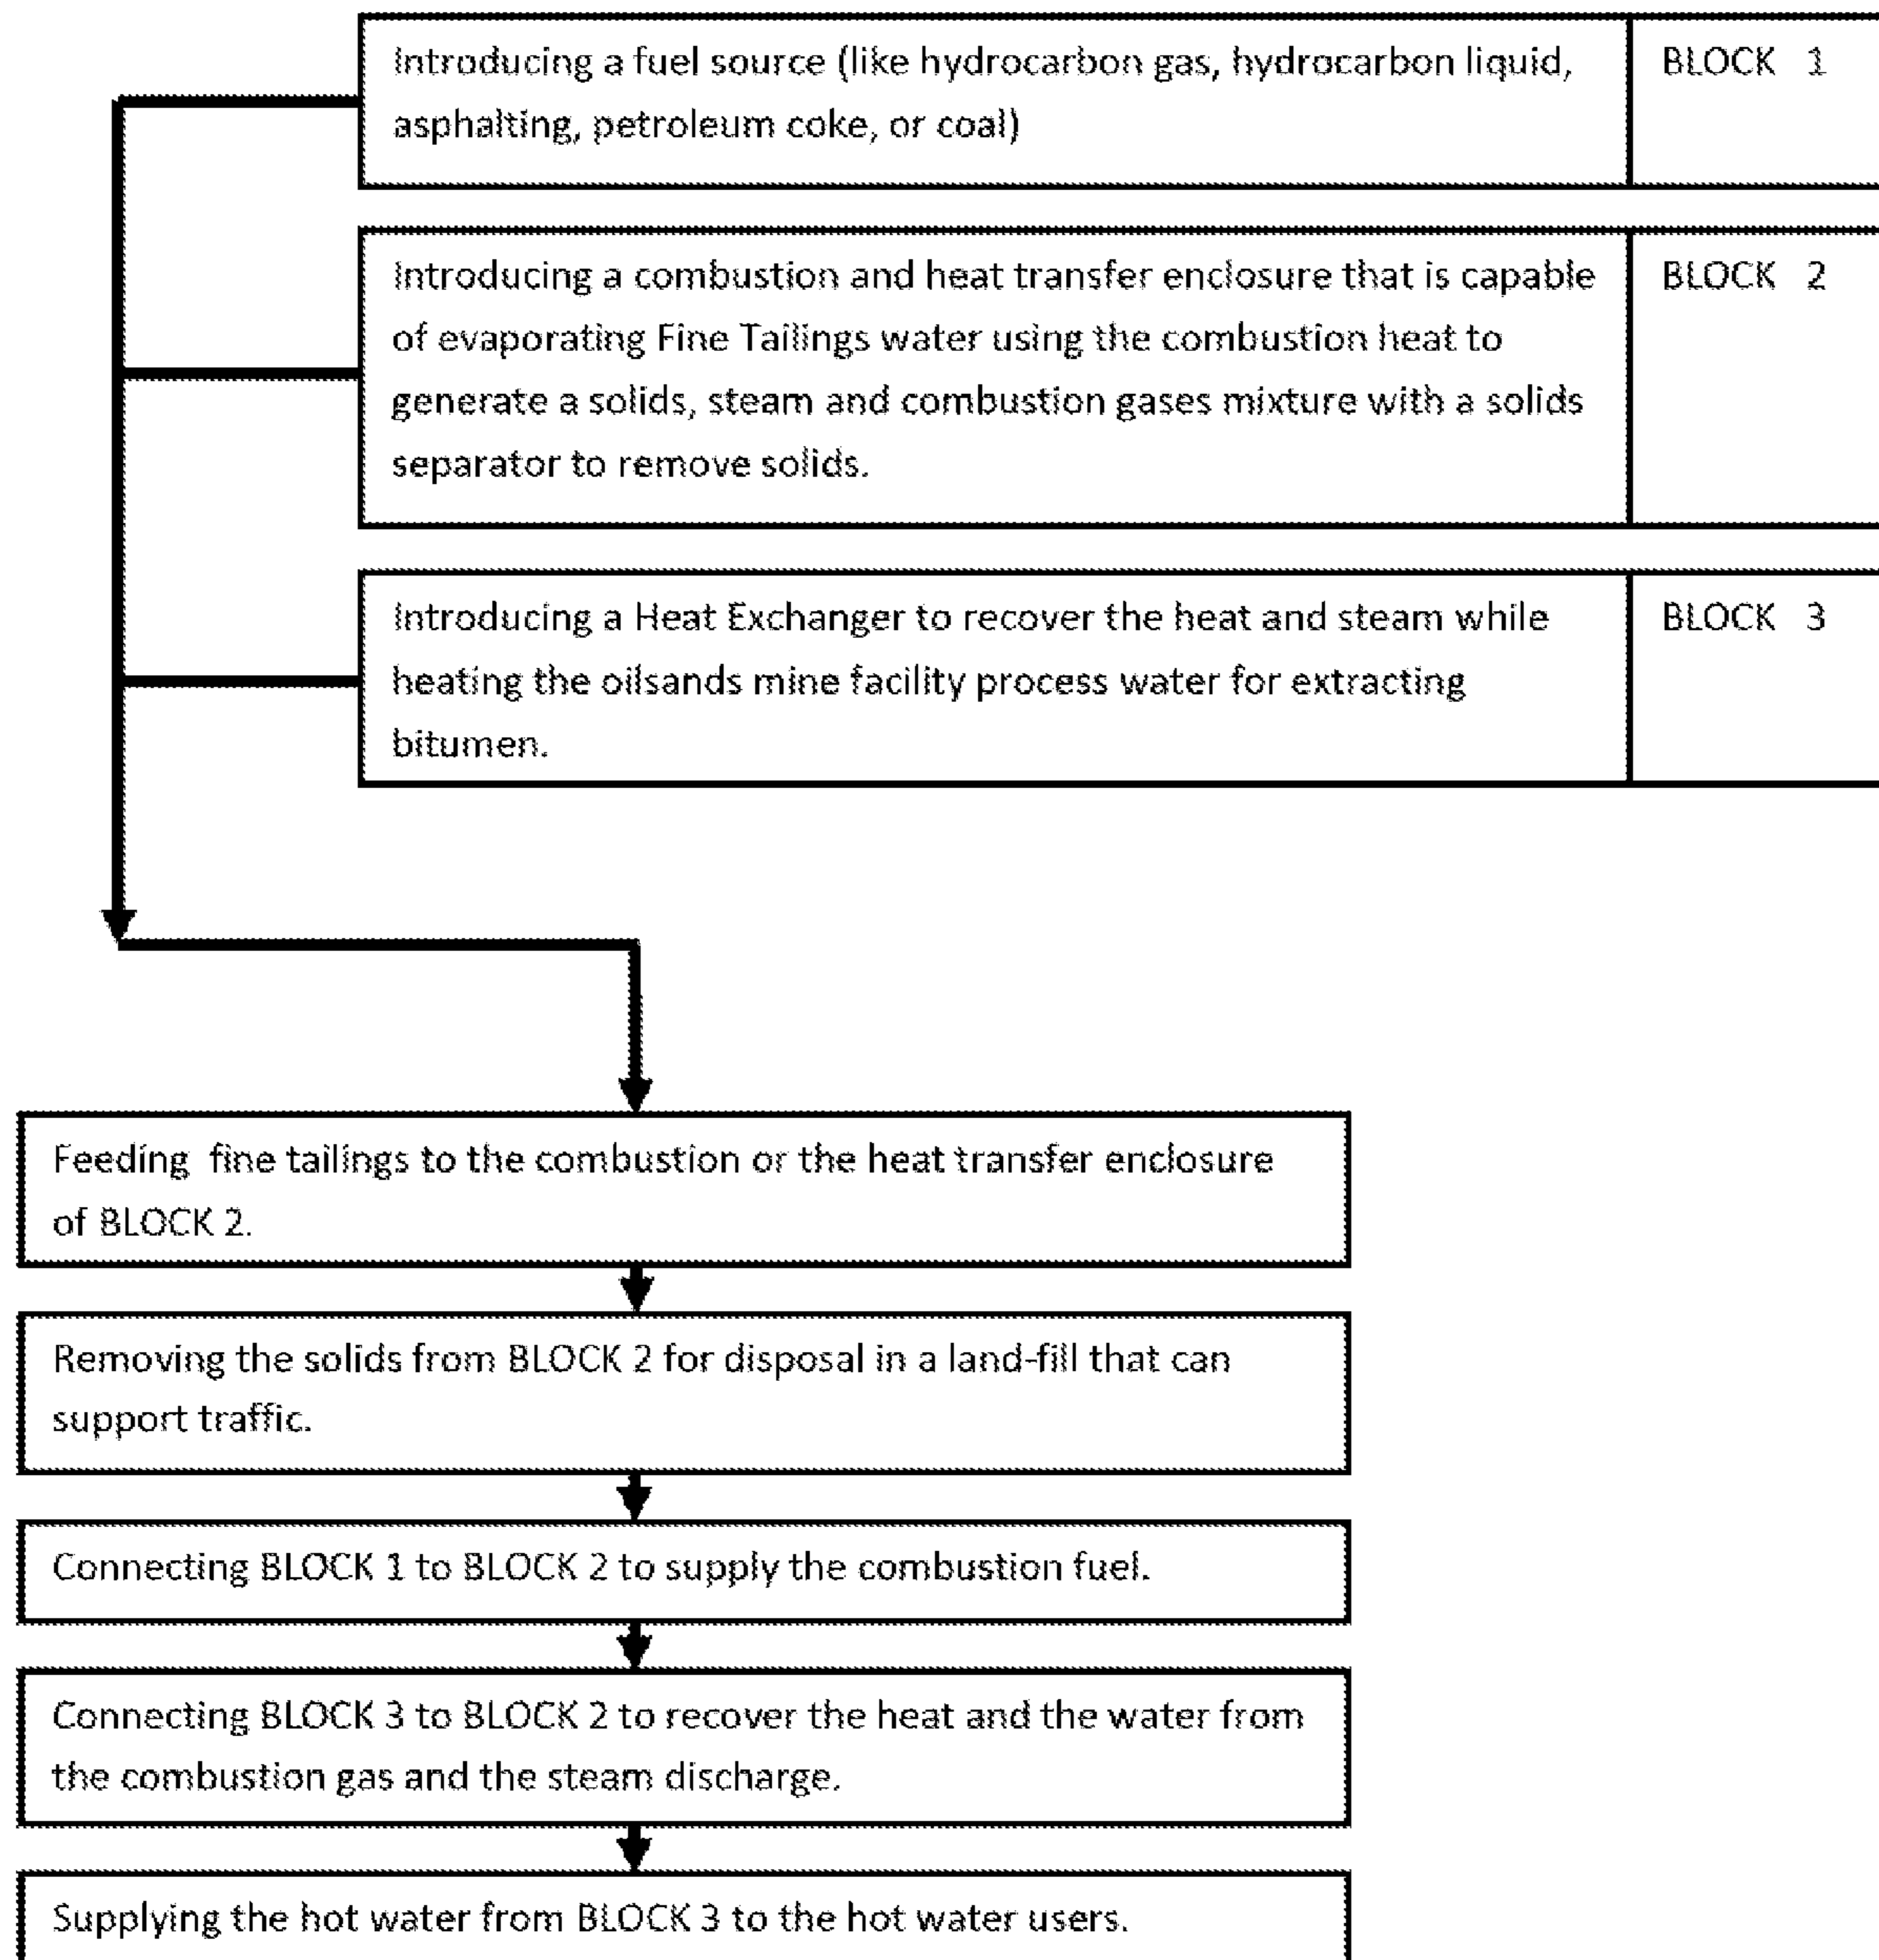 Introducing a fuel source (like hydrocarbon gas, hydrocarbon liquid,
asphalting, petroleum coke, or coal)
BLOCK 1
Introducing a combustion and heat transfer enclosure that is capable
of evaporating Fine Tailings water using the combustion heat to
generate a solids, steam and combustion gases mixture with a solids
separator to remove solids.
BLOCK 2
Introducing a Heat Exchanger to recover the heat and steam while
heating the oilsands mine facility process water for extracting
bitumen.
BLOCK 3
Feeding fine tailings to the combustion or the heat transfer enclosure
of BLOCK 2.
Removing the solids from BLOCK 2 for disposal in a land-fill that can
support traffic.
Connecting BLOCK 1 to BLOCK 2 to supply the combustion fuel.
Connecting BLOCK 3 to BLOCK 2 to recover the heat and the water from
the combustion gas and the steam discharge.
Supplying the hot water from BLOCK 3 to the hot water users.